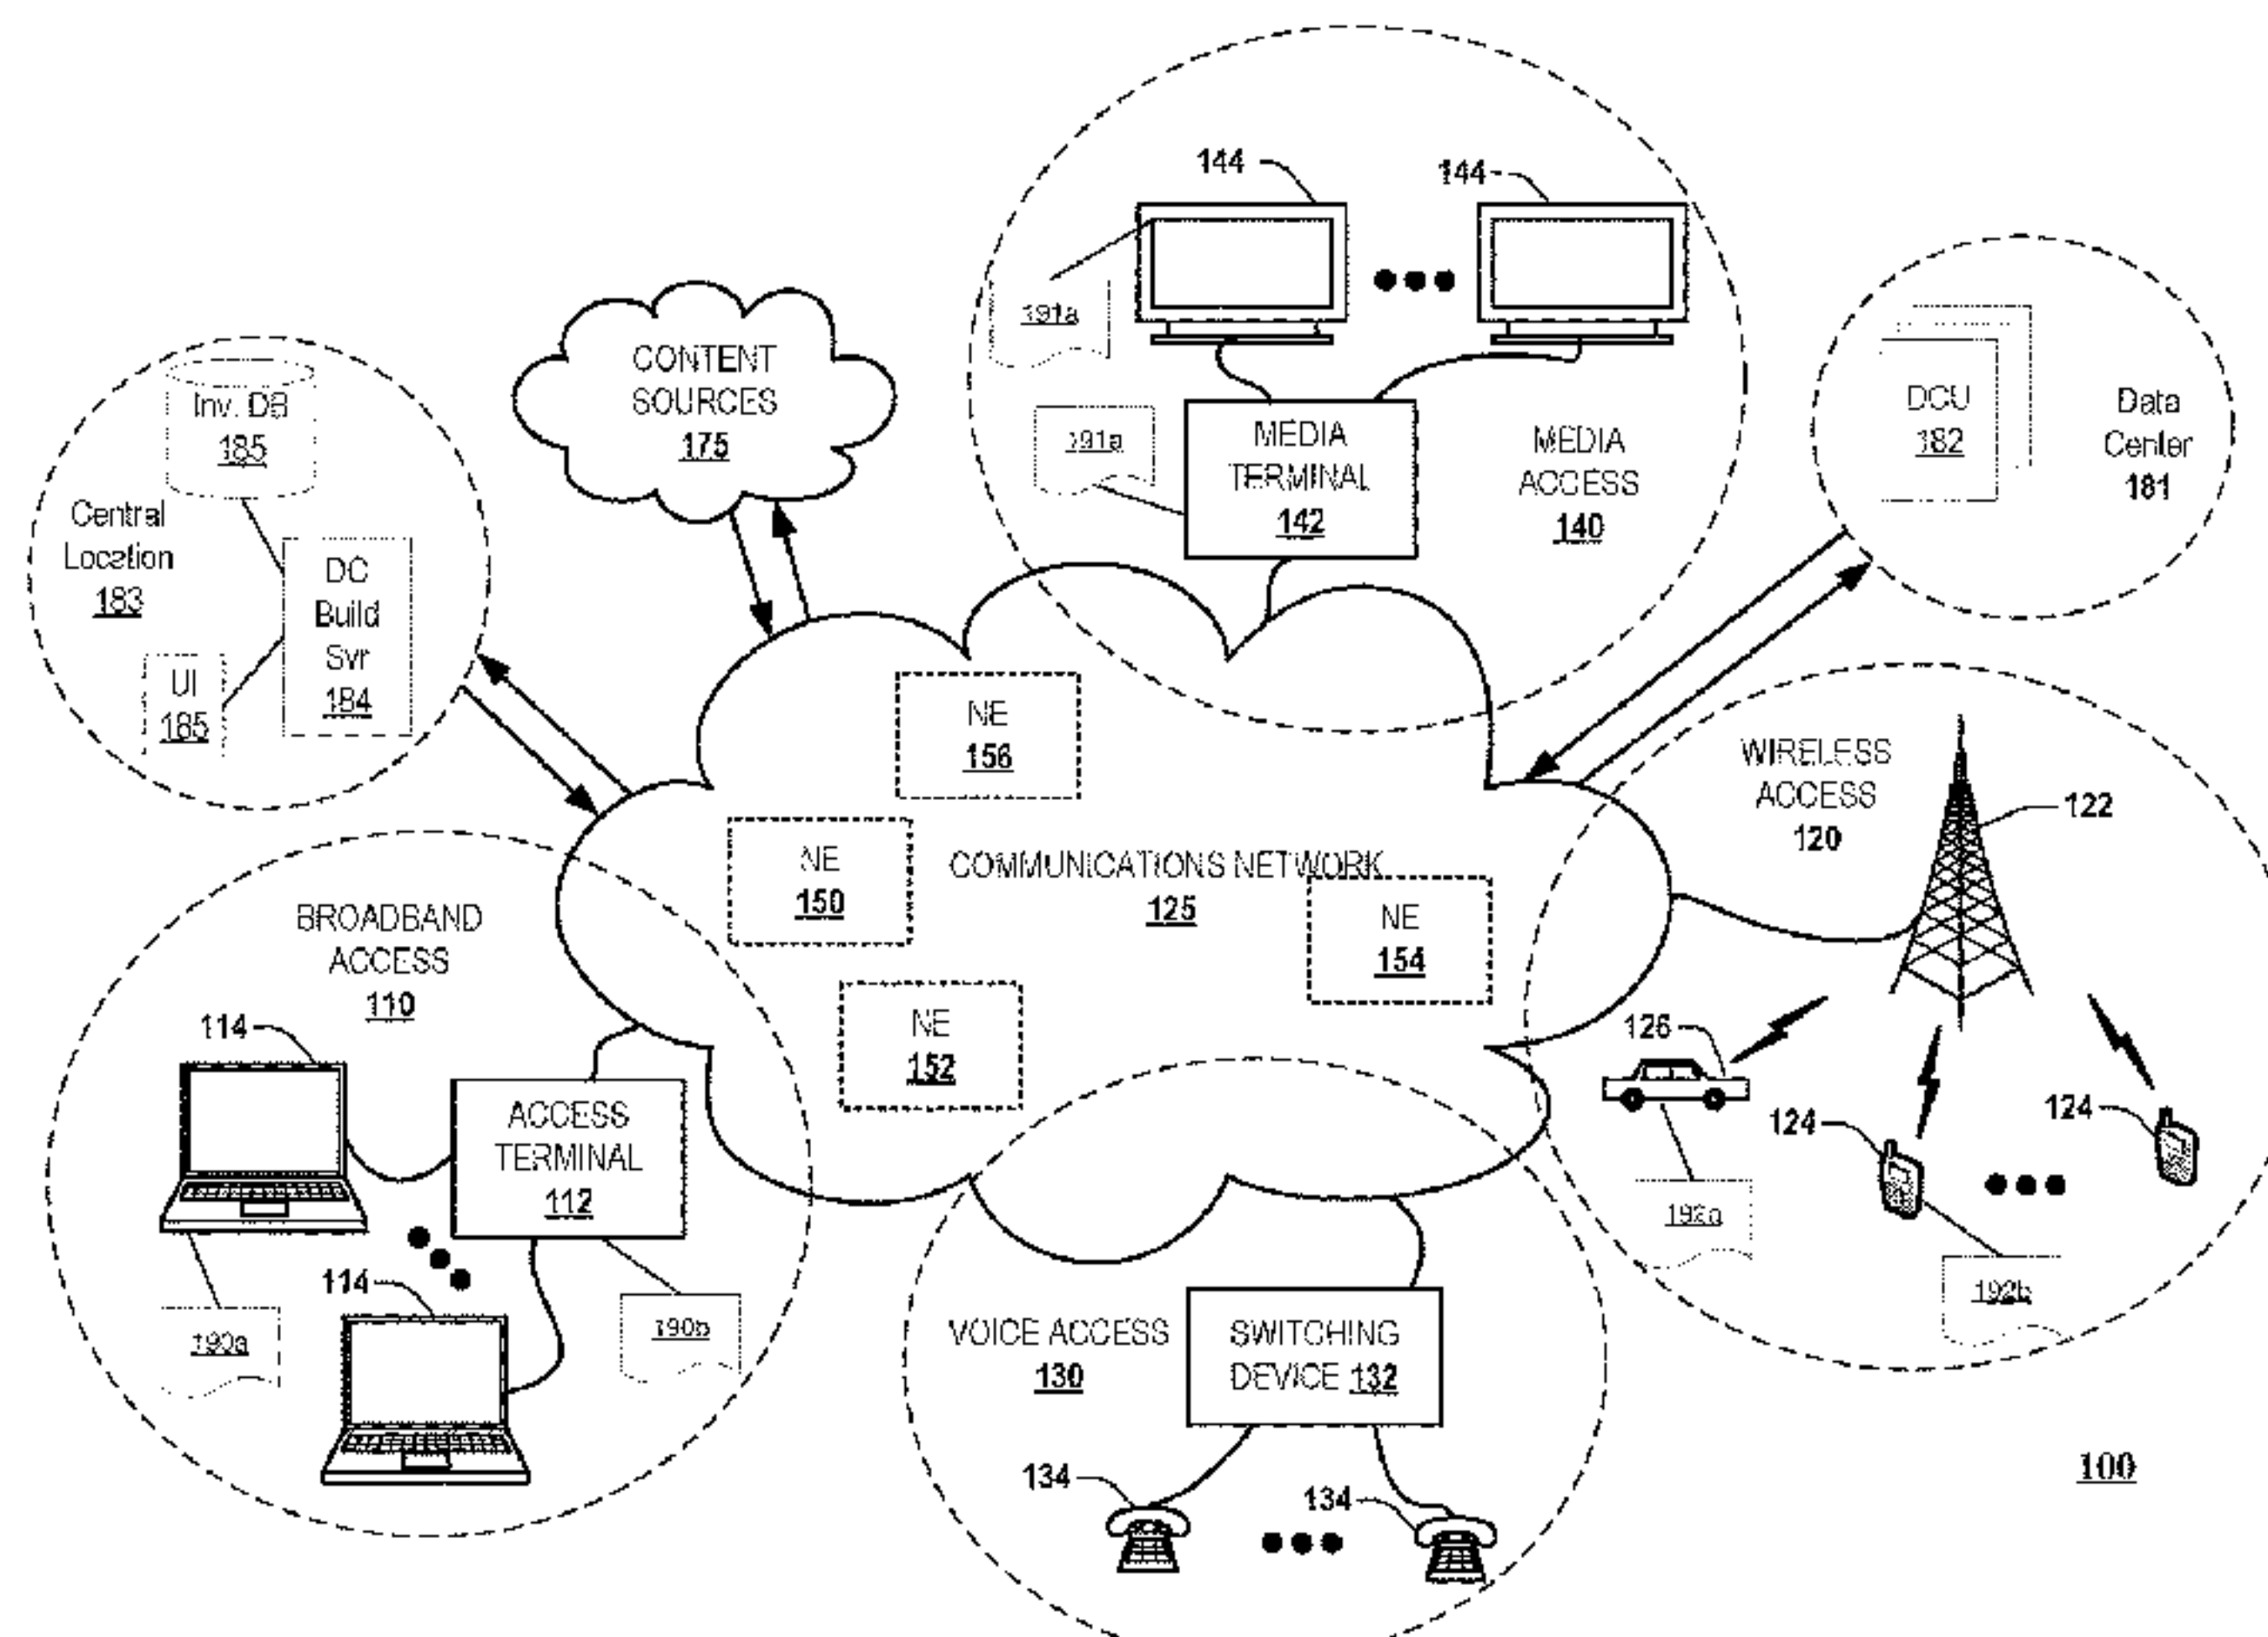 144
144
191a
CONTENT
SOURCES
175
Inv. DB
185
Central
Location
183
DC
Build
Svr
184
UI
185
191a
MEDIA
TERMINAL
142
MEDIA
ACCESS
140
DCU
182
Data
Center
181
NE
156
NE
150
COMMUNICATIONS NETWORK
125
NE
154
NE
152
WIRELESS
ACCESS
120
122
126
124
124
192a
192b
BROADBAND
ACCESS
110
114
ACCESS
TERMINAL
112
114
190a
190b
VOICE ACCESS
130
SWITCHING
DEVICE 132
134
134
100